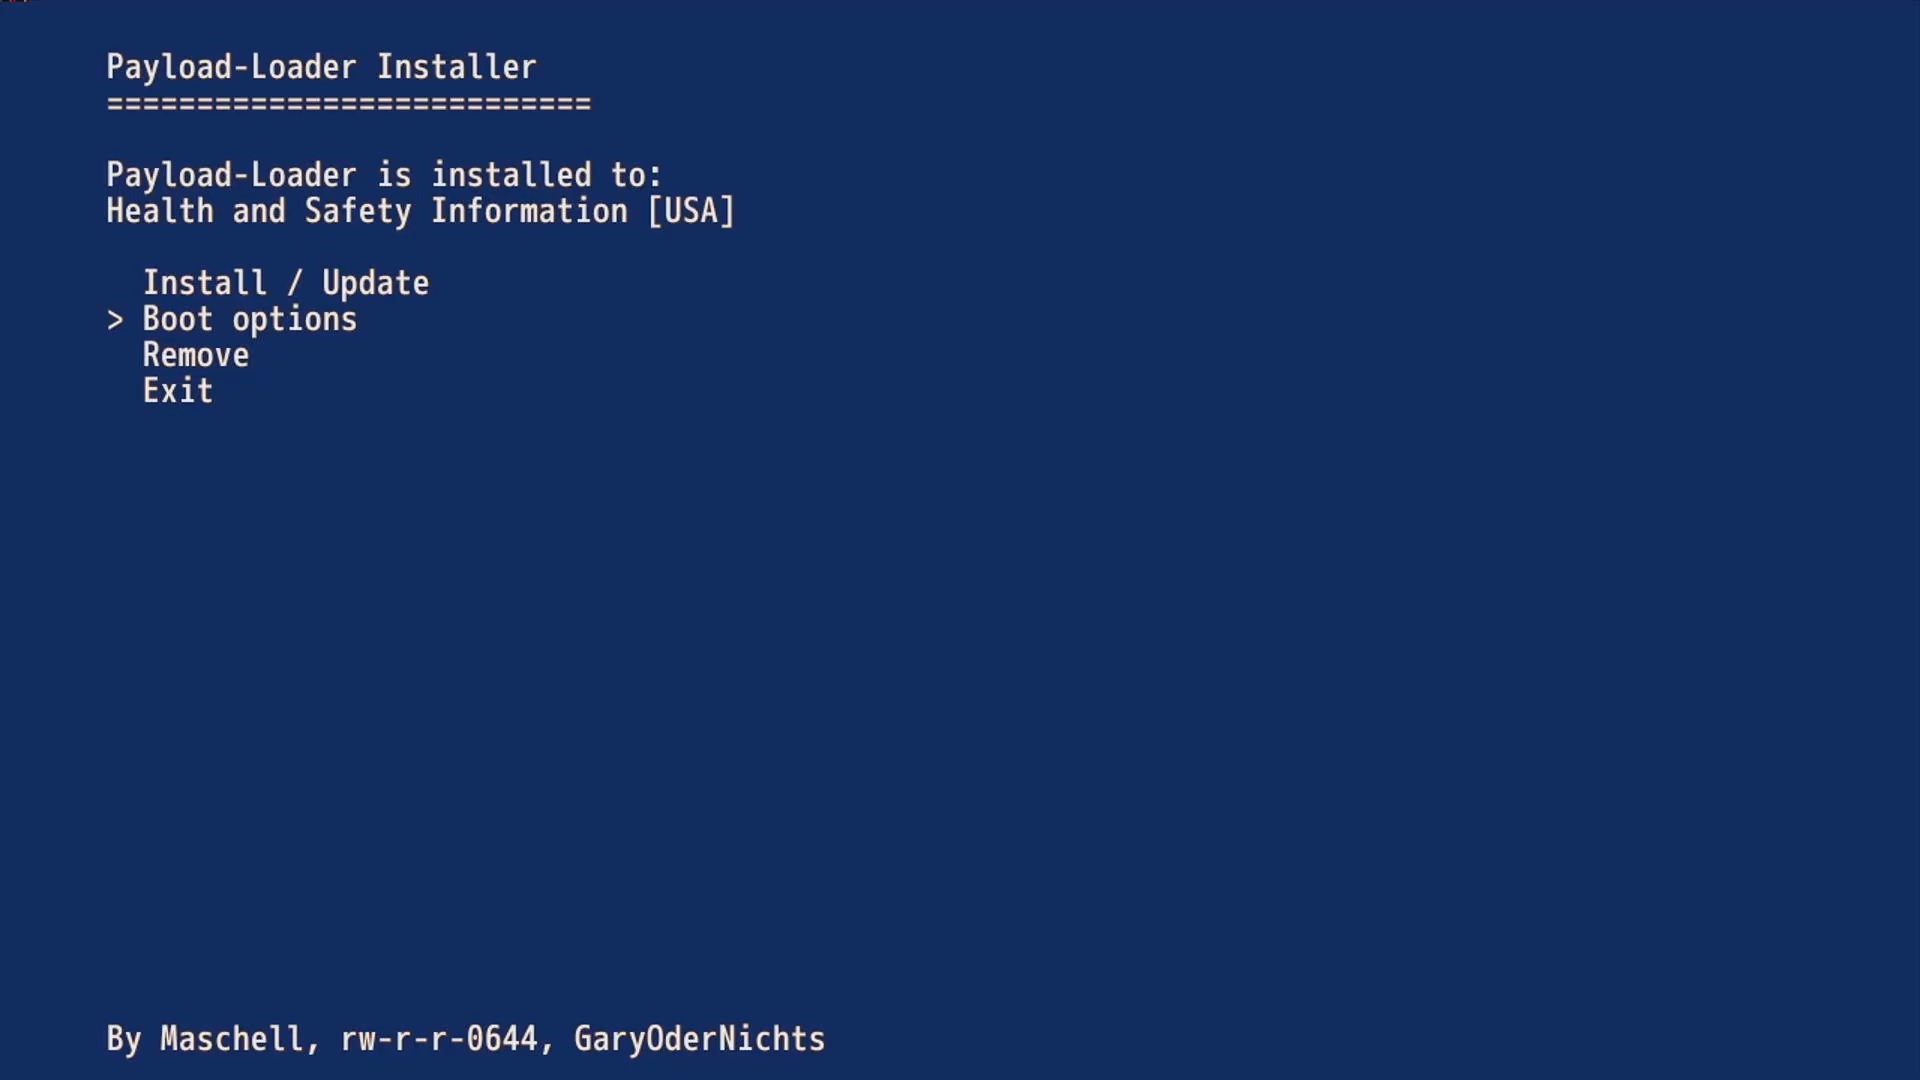 Payload-Loader Installer
===========================
Payload-Loader is installed to:
Health and Safety Information [USA]
Install / Update
> Boot options
Remove
Exit
By Maschell, rw-r-r-0644, GaryOderNichts